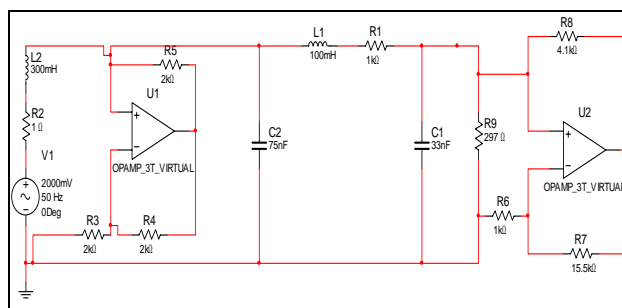 L2
300mH
R2
1Ω
V1
2000mV
50 Hz
0Deg
R5
2kΩ
U1
OPAMP_3T_VIRTUAL
R3
2kΩ
R4
2kΩ
C2
75nF
L1
100mH
R1
1kΩ
C1
33nF
R8
4.1kΩ
R9
297 Ω
U2
OPAMP_3T_VIRTUAL
R6
1kΩ
R7
15.5kΩ